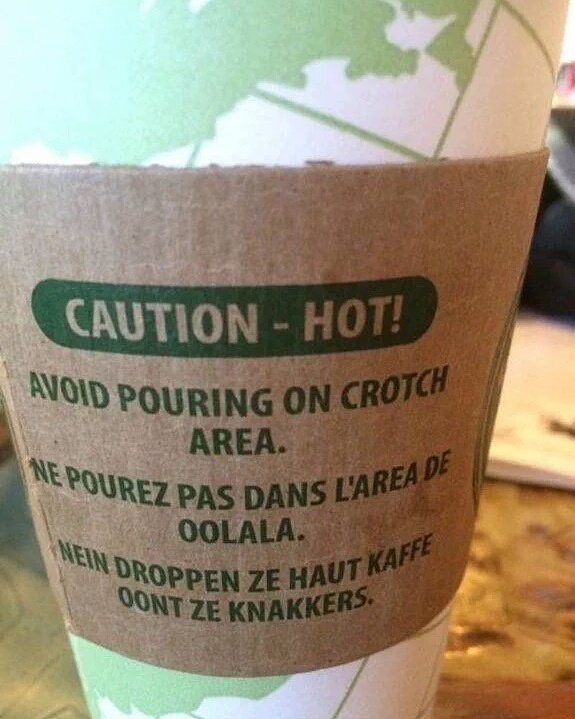 CAUTION - HOT!
AVOID POURING ON CROTCH
AREA.
NE POUREZ PAS DANS L'AREA DE
OOLALA.
NEIN DROPPEN ZE HAUT KAFFE
OONT ZE KNAKKERS.